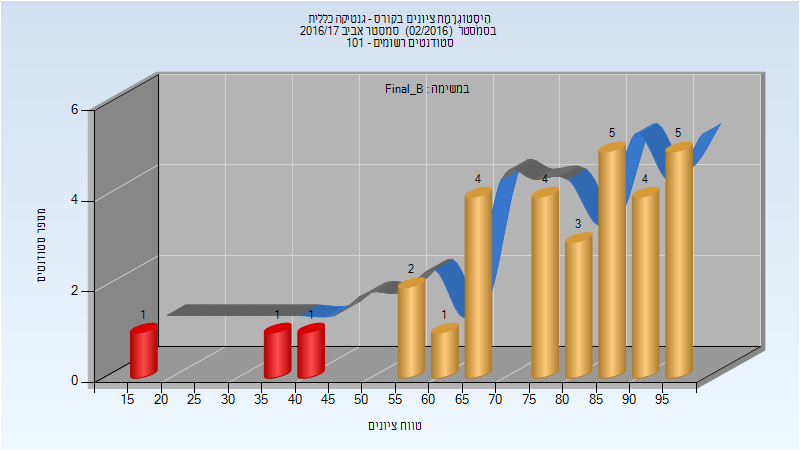 היסטוגרמת ציונים בקורס - גנטיקה כללית
בסמסטר (02/2016) סמסטר אביב 2016/17
סטודנטים רשומים - 101
במשימה : Final_B
מספר סטודנטים
6
4
2
0
1
1
1
2
1
4
4
3
5
4
5
15 20 25 30 35 40 45 50 55 60 65 70 75 80 85 90 95
טווח ציונים